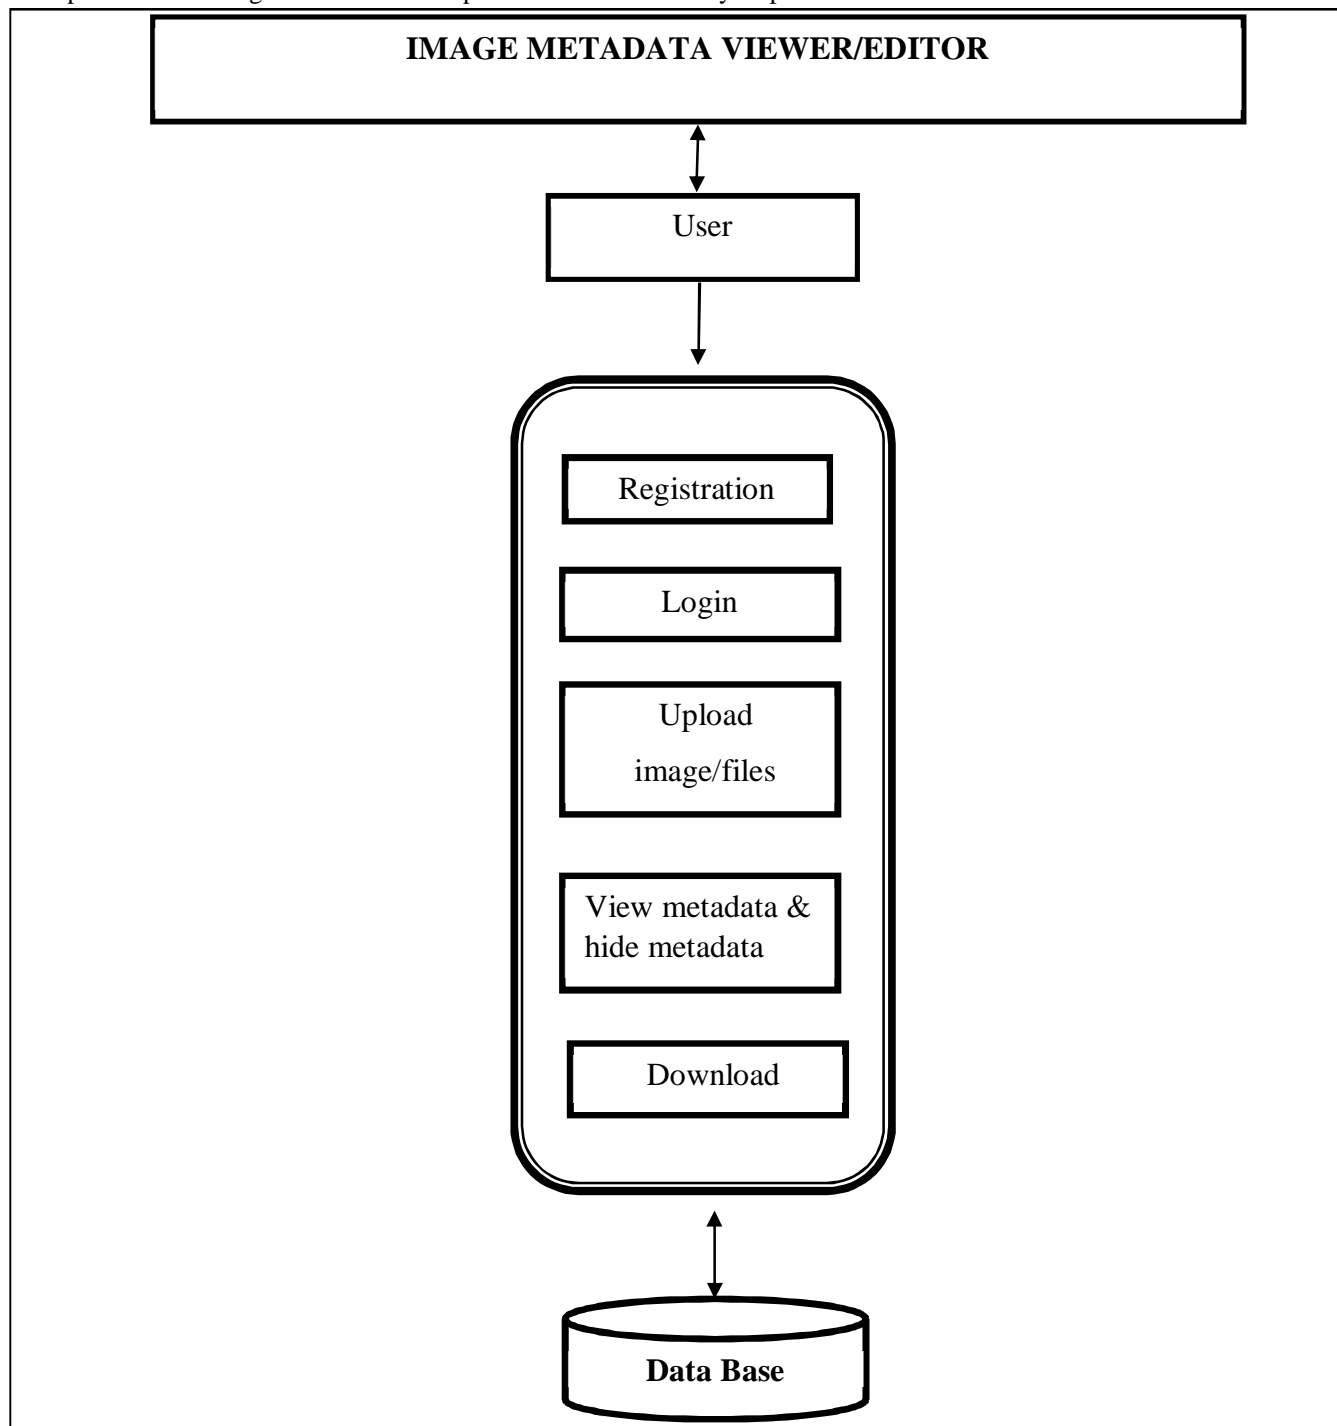 IMAGE METADATA VIEWER/EDITOR
User
Registration
Login
Upload
image/files
View metadata &
hide metadata
Download
Data Base